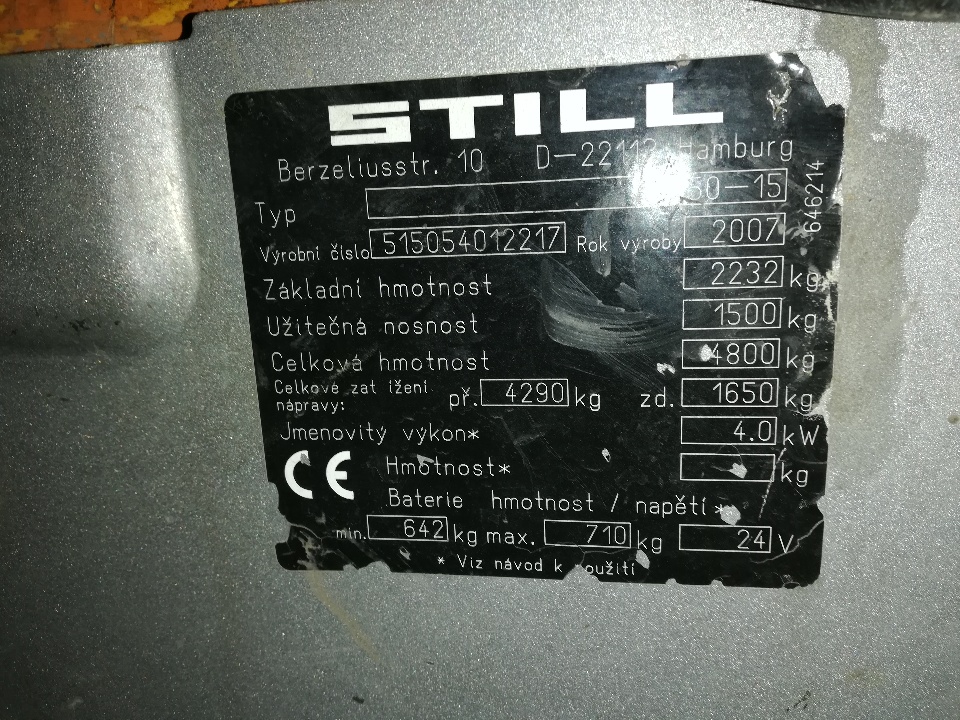 STILL
Berzeliusstr. 10 D-22113 Hamburg
Typ 50-15
646214
Výrobní číslo 515054012217 Rok výroby 2007
Základní hmotnost 2232 kg
Užitečná nosnost 1500 kg
Celková hmotnost 4800 kg
Celkové zatížení
nápravy: př. 4290 kg zd. 1650 kg
Jmenovitý výkon* 4.0 kW
CE Hmotnost* kg
Baterie hmotnost / napětí *
min. 642 kg max. 710 kg 24 V
* Viz návod k použití